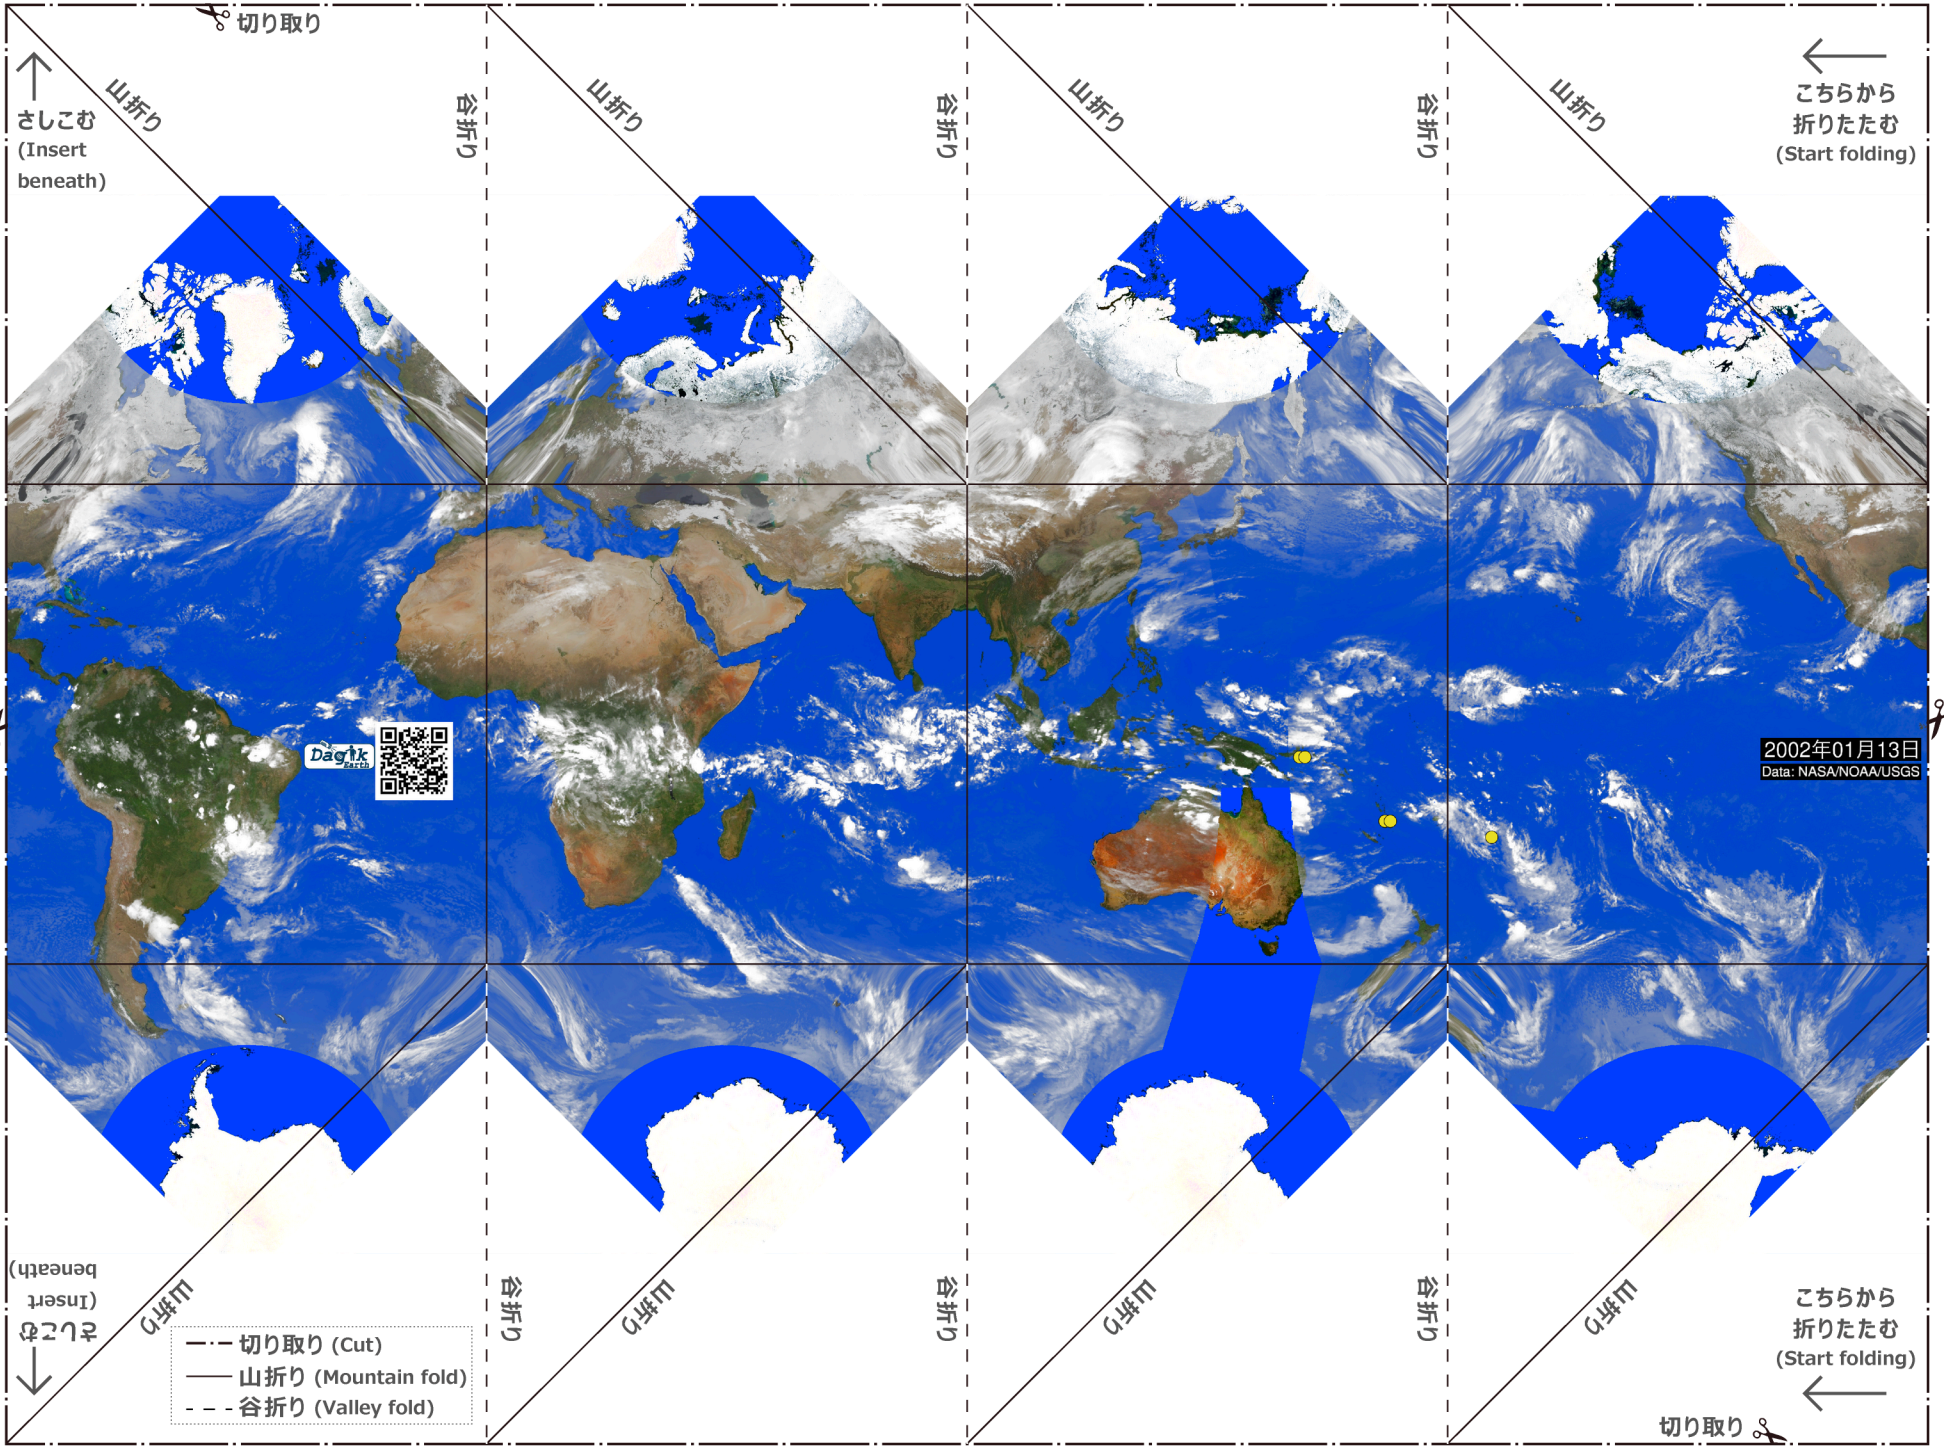 切り取り
山折り
谷折り
山折り
谷折り
山折り
谷折り
山折り
さしこむ
(Insert
beneath)
こちらから
折りたたむ
(Start folding)
Dagik
Earth
2002年01月13日
Data: NASA/NOAA/USGS
さしこむ
(Insert
beneath)
山折り
谷折り
山折り
谷折り
山折り
谷折り
山折り
こちらから
折りたたむ
(Start folding)
切り取り (Cut)
山折り (Mountain fold)
谷折り (Valley fold)
切り取り